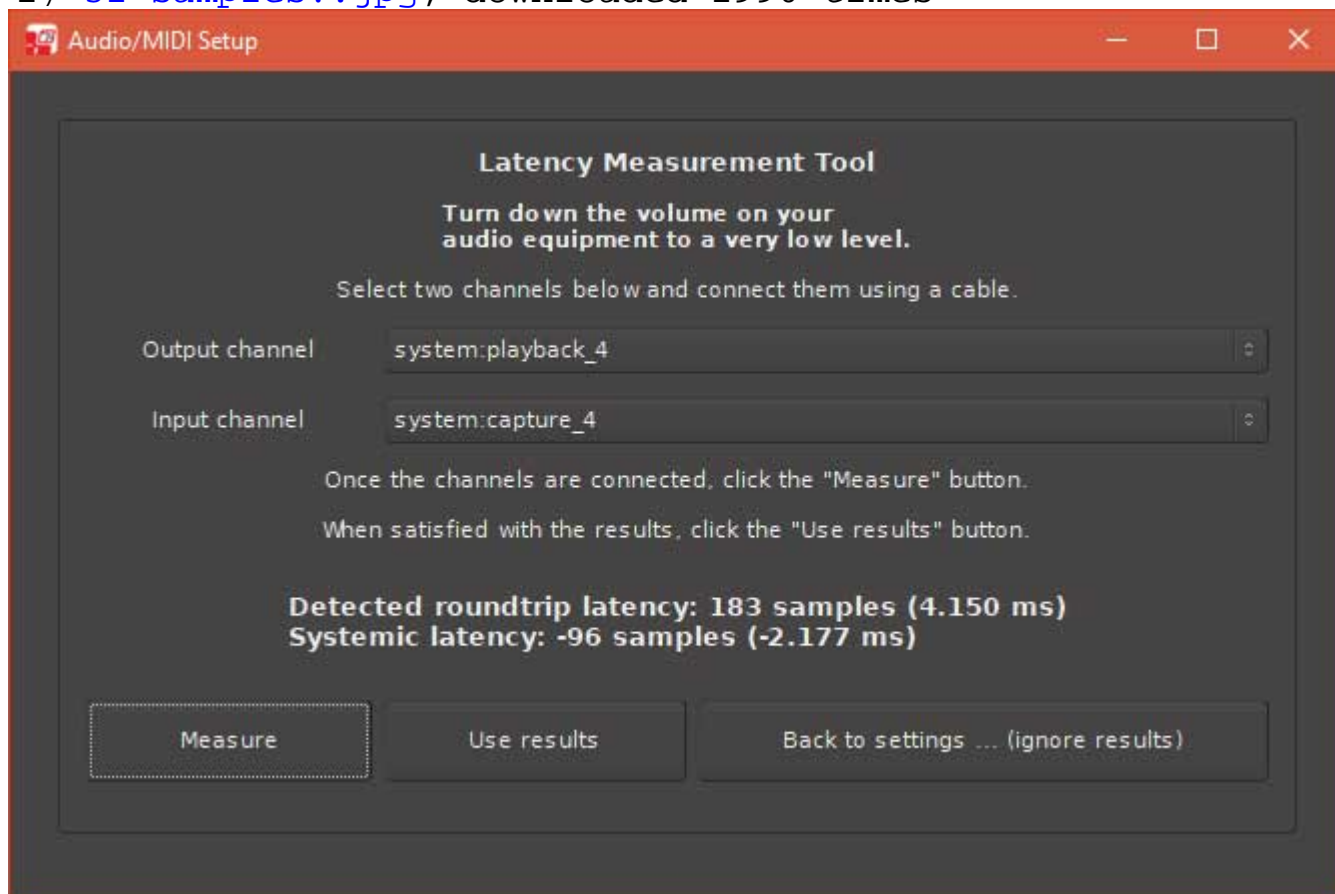 Audio/MIDI Setup
Latency Measurement Tool
Turn down the volume on your
audio equipment to a very low level.
Select two channels below and connect them using a cable.
Output channel system:playback_4
Input channel system:capture_4
Once the channels are connected, click the "Measure" button.
When satisfied with the results, click the "Use results" button.
Detected roundtrip latency: 183 samples (4.150 ms)
Systemic latency: -96 samples (-2.177 ms)
Measure Use results Back to settings ... (ignore results)